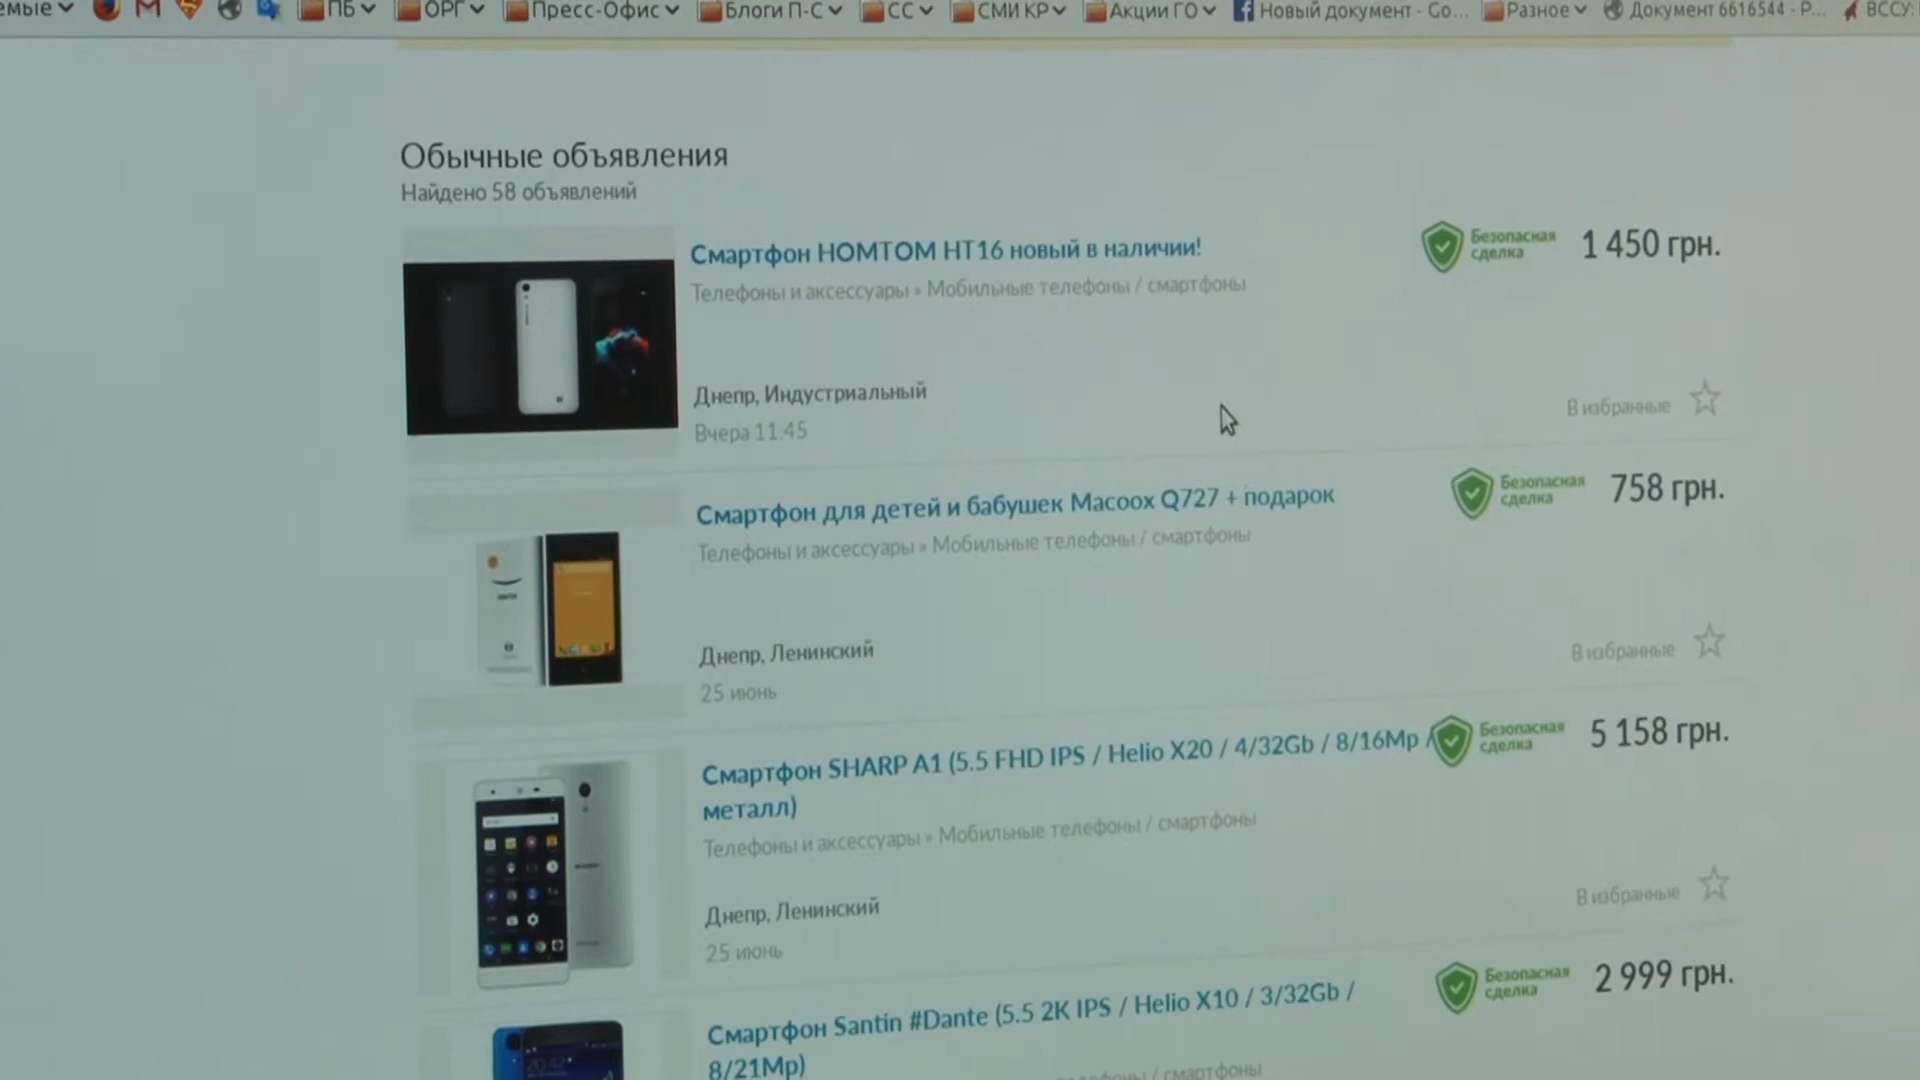 ПБ
ОРГ
Пресс-Офис
Блоги П-С
СС
СМИ КР
Акции ГО
Новый документ - Go...
Разное
Документ 6616544 - Р...
ВССУ:
Обычные объявления
Найдено 58 объявлений
Смартфон HOMTOM HT16 новый в наличии!
Безопасная
сделка
1 450 грн.
Телефоны и аксессуары » Мобильные телефоны / смартфоны
Днепр, Индустриальный
Вчера 11:45
В избранные
Смартфон для детей и бабушек Macoox Q727 + подарок
Безопасная
сделка
758 грн.
Телефоны и аксессуары » Мобильные телефоны / смартфоны
Днепр, Ленинский
25 июнь
В избранные
Смартфон SHARP A1 (5.5 FHD IPS / Helio X20 / 4/32Gb / 8/16Mp /
металл)
Безопасная
сделка
5 158 грн.
Телефоны и аксессуары » Мобильные телефоны / смартфоны
Днепр, Ленинский
25 июнь
В избранные
Смартфон Santin #Dante (5.5 2K IPS / Helio X10 / 3/32Gb /
8/21Mp)
Безопасная
сделка
2 999 грн.
телефоны / смартфоны